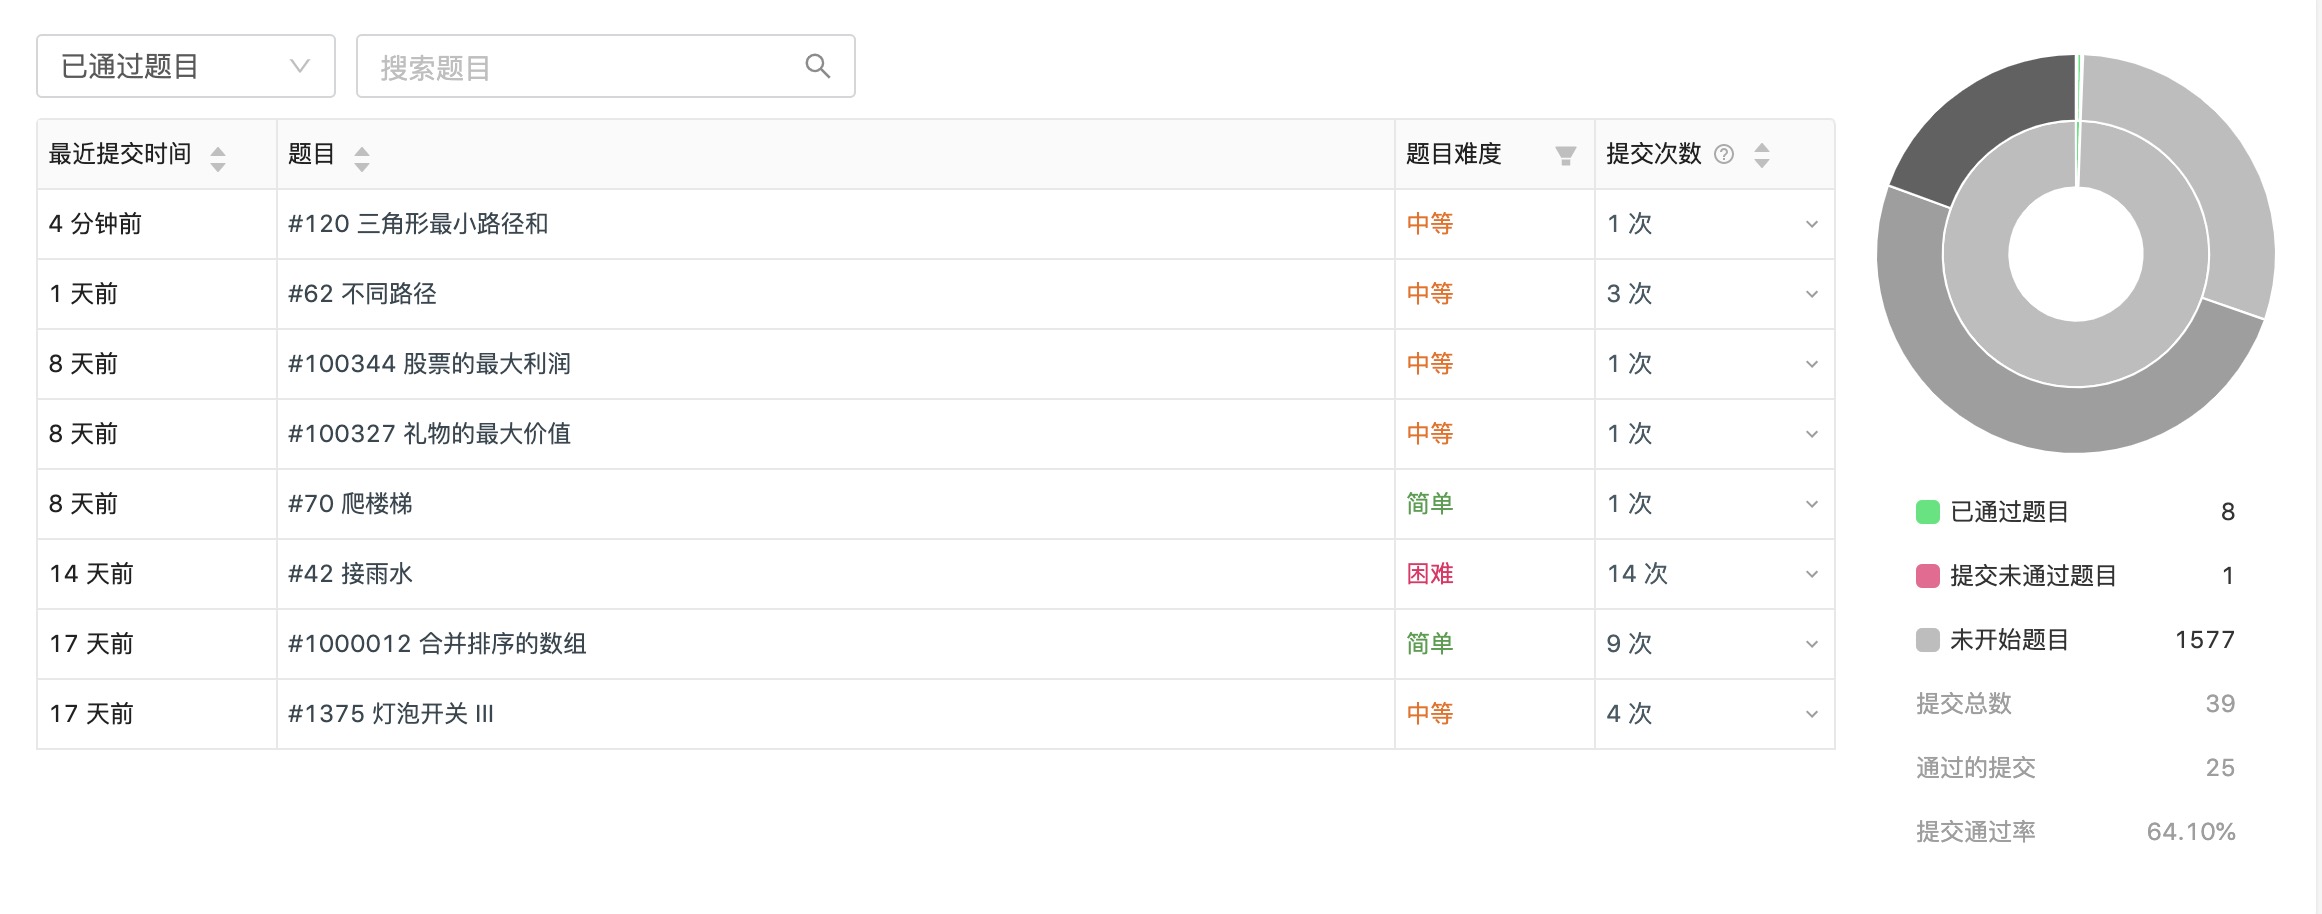 已通过题目 搜索题目
最近提交时间 题目 题目难度 提交次数 ?
4 分钟前 #120 三角形最小路径和 中等 1 次
1 天前 #62 不同路径 中等 3 次
8 天前 #100344 股票的最大利润 中等 1 次
8 天前 #100327 礼物的最大价值 中等 1 次
8 天前 #70 爬楼梯 简单 1 次
14 天前 #42 接雨水 困难 14 次
17 天前 #1000012 合并排序的数组 简单 9 次
17 天前 #1375 灯泡开关 III 中等 4 次
已通过题目 8
提交未通过题目 1
未开始题目 1577
提交总数 39
通过的提交 25
提交通过率 64.10%